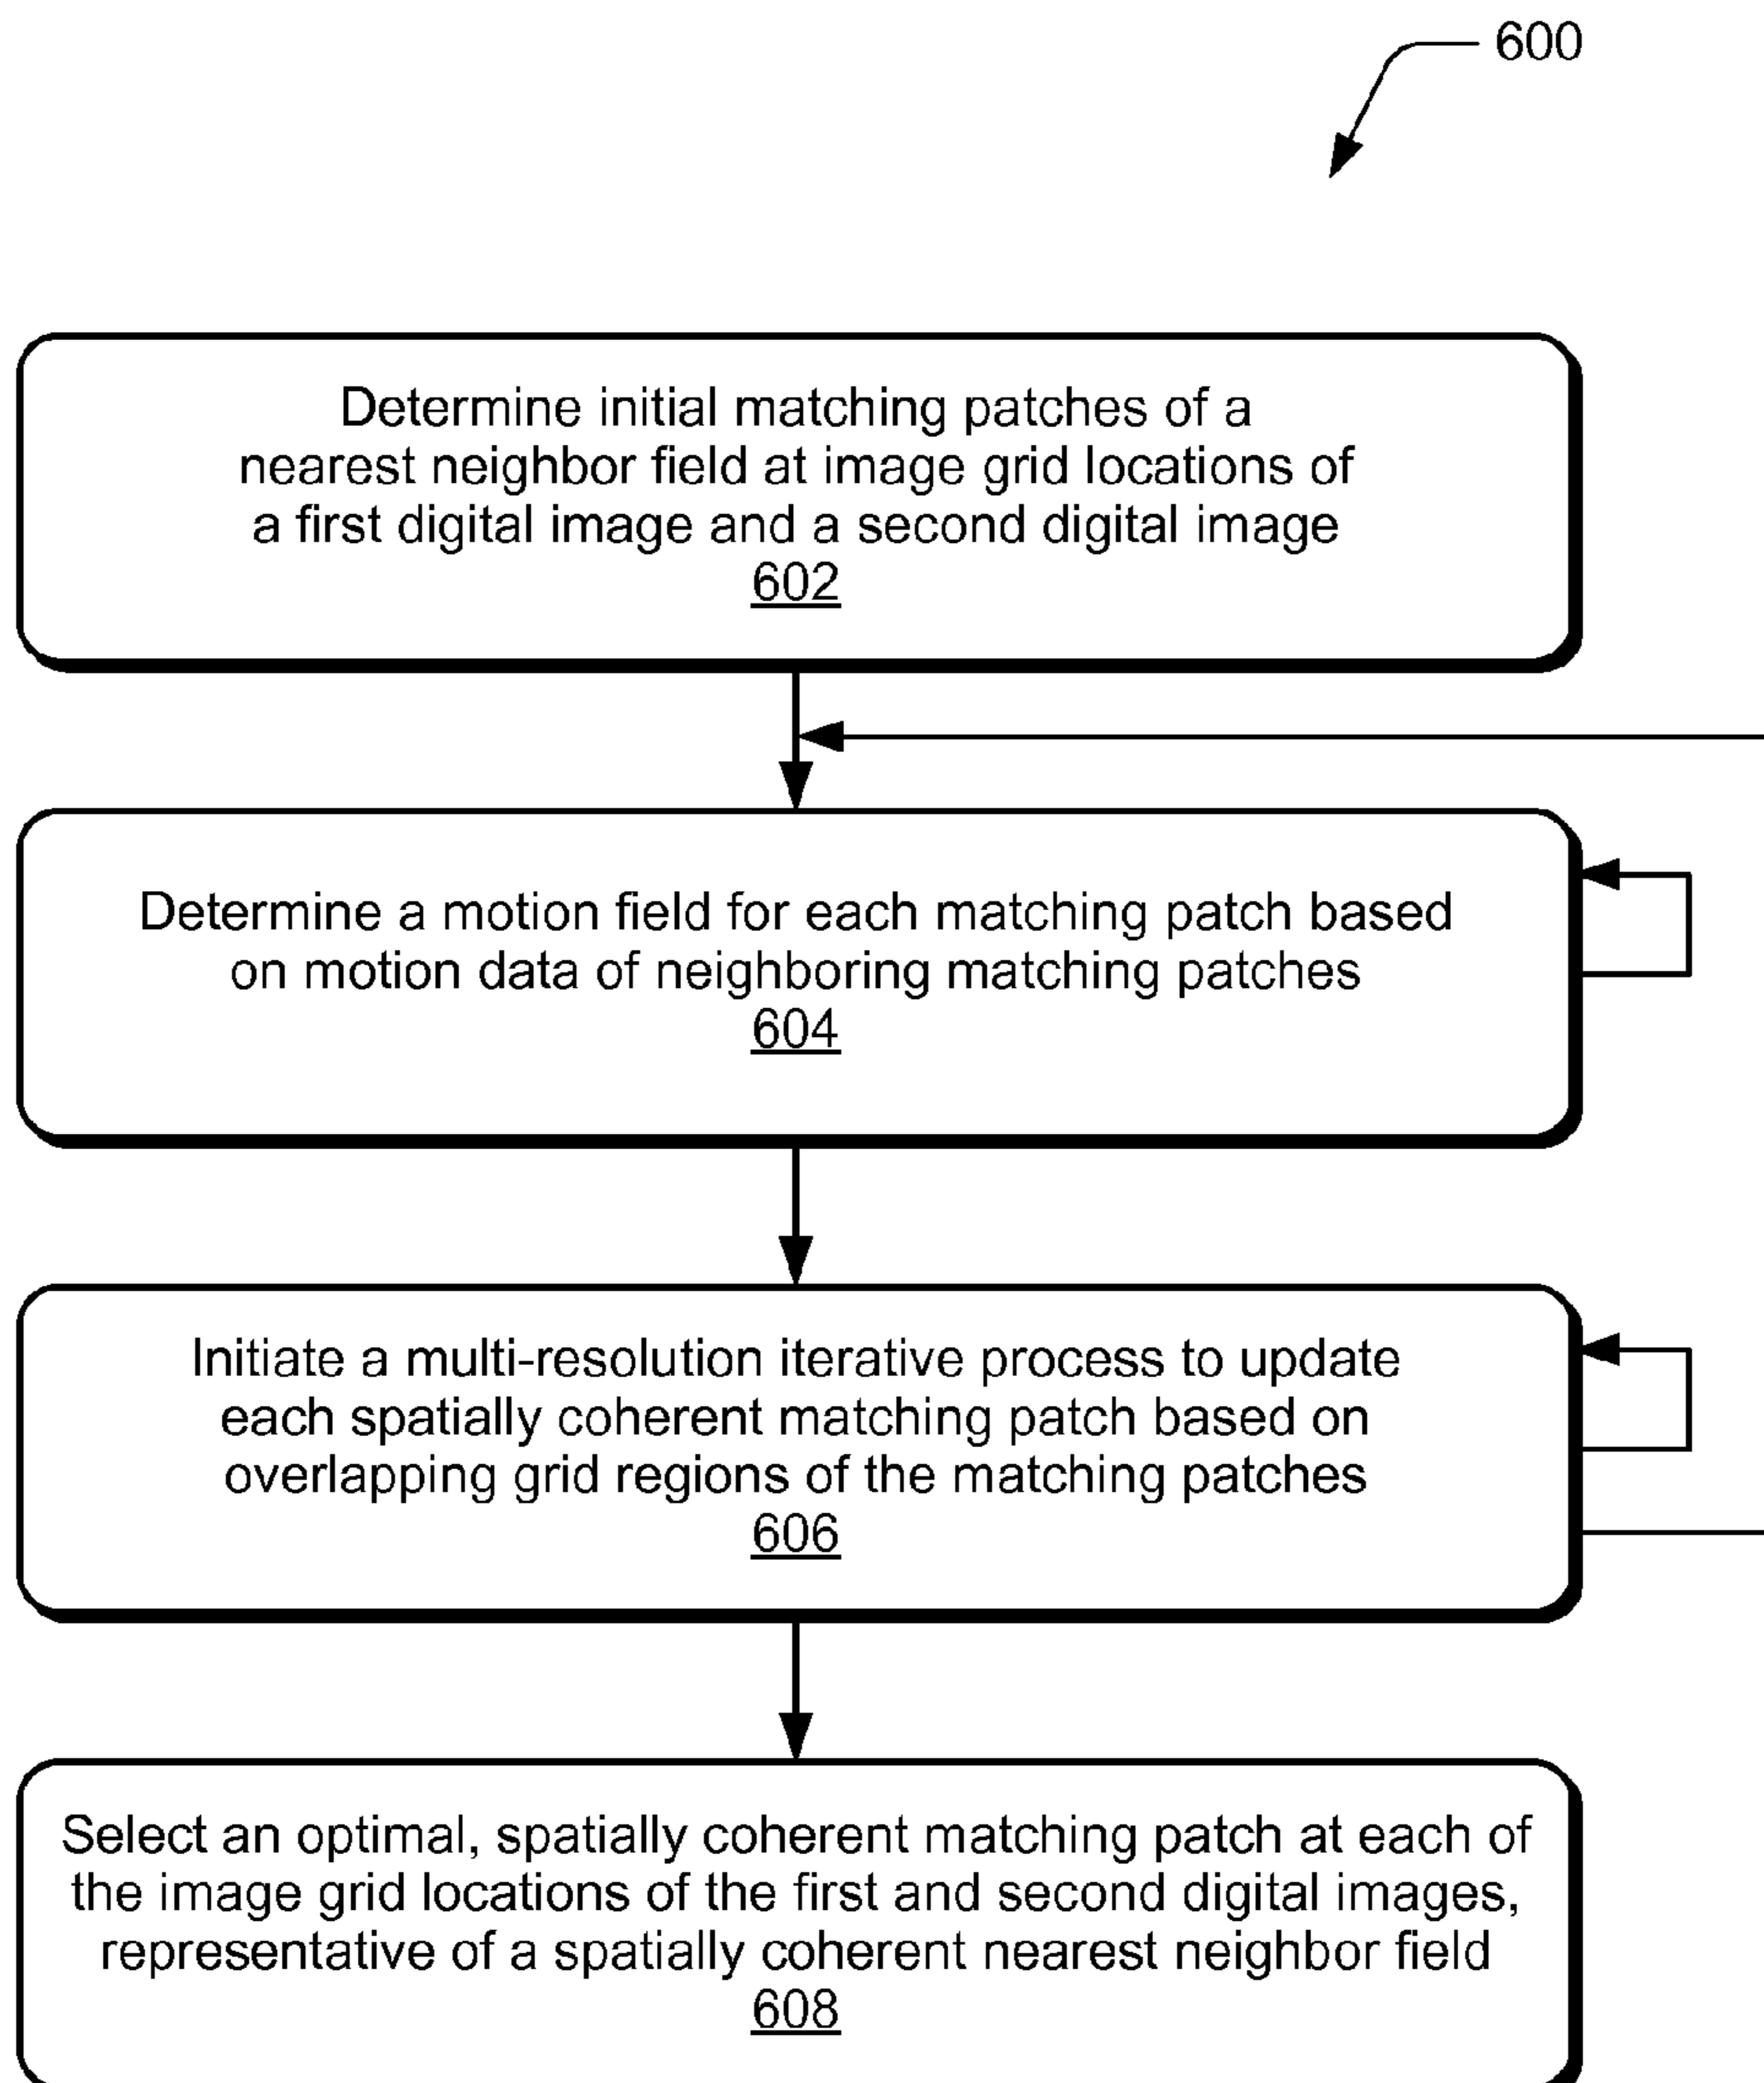 600
Determine initial matching patches of a
nearest neighbor field at image grid locations of
a first digital image and a second digital image
602
Determine a motion field for each matching patch based
on motion data of neighboring matching patches
604
Initiate a multi-resolution iterative process to update
each spatially coherent matching patch based on
overlapping grid regions of the matching patches
606
Select an optimal, spatially coherent matching patch at each of
the image grid locations of the first and second digital images,
representative of a spatially coherent nearest neighbor field
608